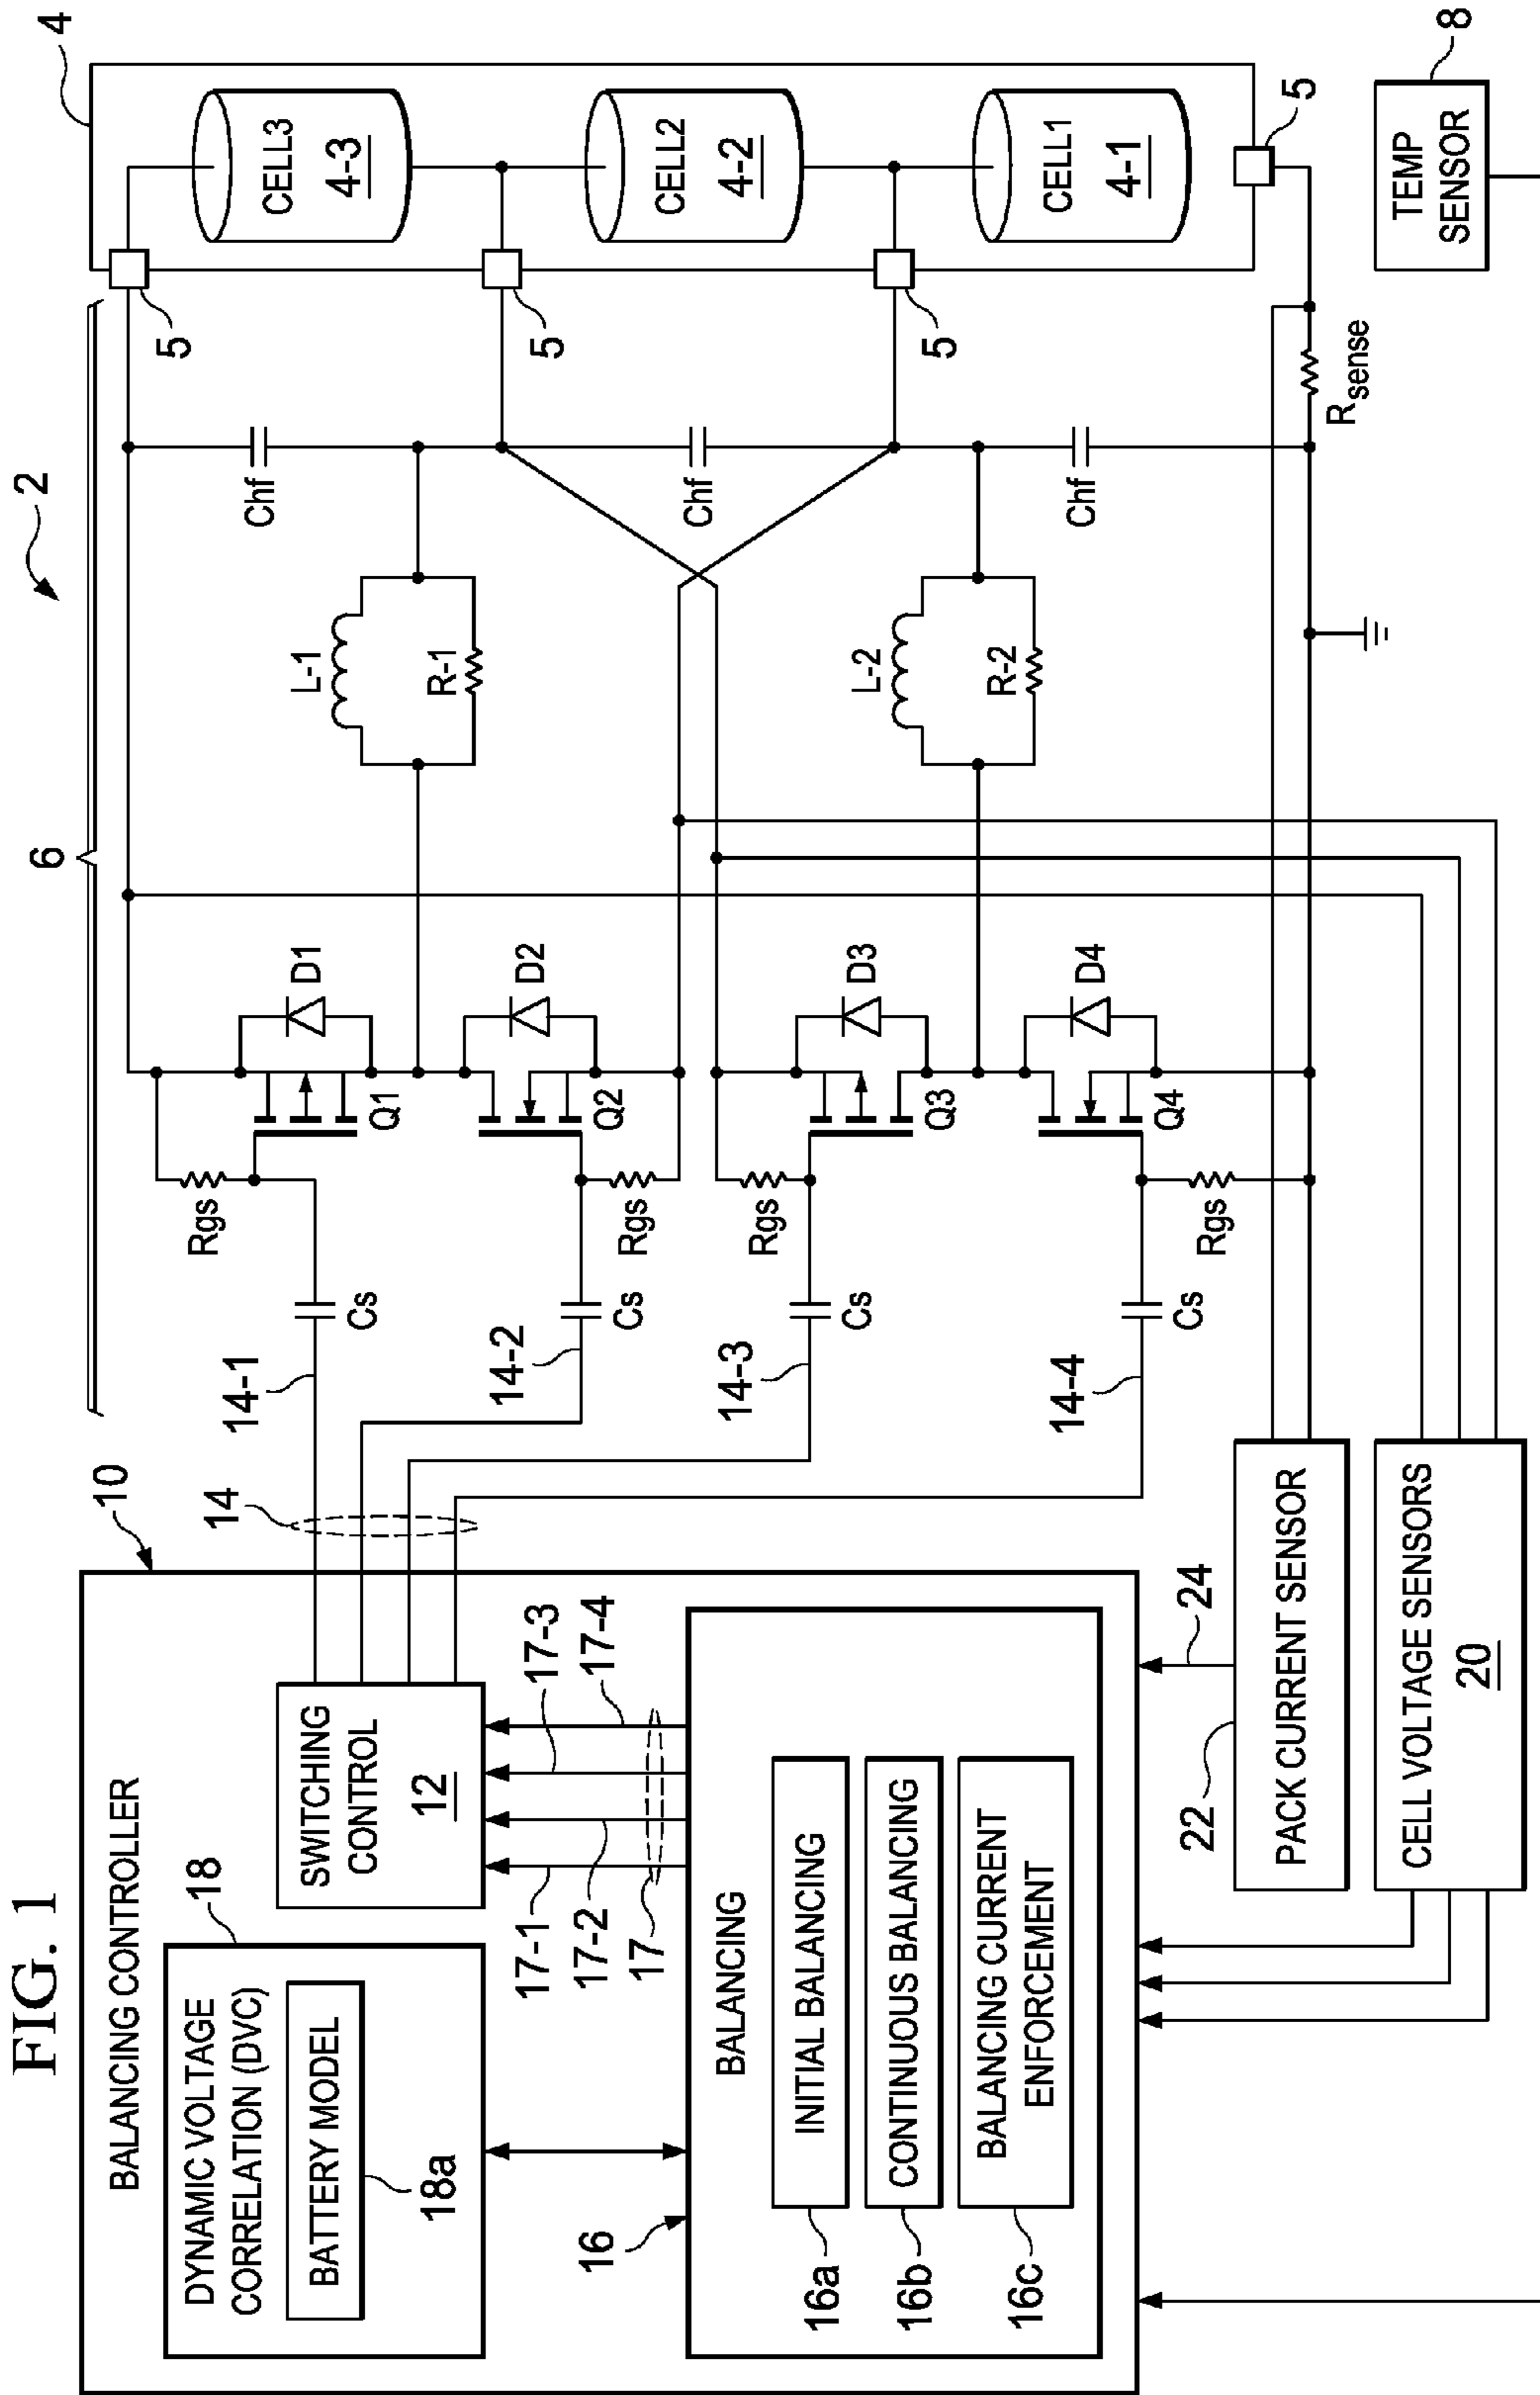 FIG. 1
BALANCING CONTROLLER
10
DYNAMIC VOLTAGE
CORRELATION (DVC)
18
BATTERY MODEL
18a
SWITCHING
CONTROL
12
17-1
17-2
17
17-3
17-4
16
BALANCING
INITIAL BALANCING
16a
CONTINUOUS BALANCING
16b
BALANCING CURRENT
ENFORCEMENT
16c
14
14-1
14-2
14-3
14-4
Cs
Cs
Cs
Cs
Rgs
Rgs
Rgs
Rgs
Q1
Q2
Q3
Q4
D1
D2
D3
D4
6
2
L-1
R-1
L-2
R-2
Chf
Chf
Chf
5
5
5
5
4
CELL3
4-3
CELL2
4-2
CELL1
4-1
Rsense
24
22
PACK CURRENT SENSOR
CELL VOLTAGE SENSORS
20
TEMP
SENSOR
8